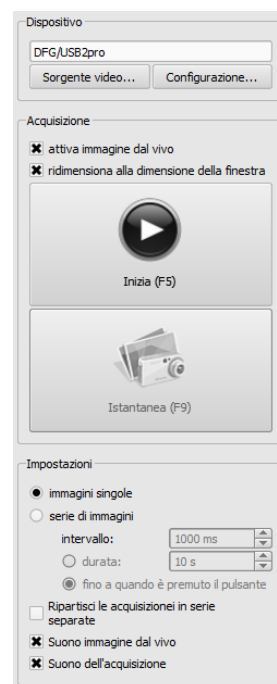 Dispositivo
DFG/USB2pro
Sorgente video...
Configurazione...
Acquisizione
attiva immagine dal vivo
ridimensiona alla dimensione della finestra
Inizia (F5)
Istantanea (F9)
Impostazioni
immagini singole
serie di immagini
intervallo:
1000 ms
durata:
10 s
fino a quando è premuto il pulsante
Ripartisci le acquisizionei in serie
separate
Suono immagine dal vivo
Suono dell'acquisizione